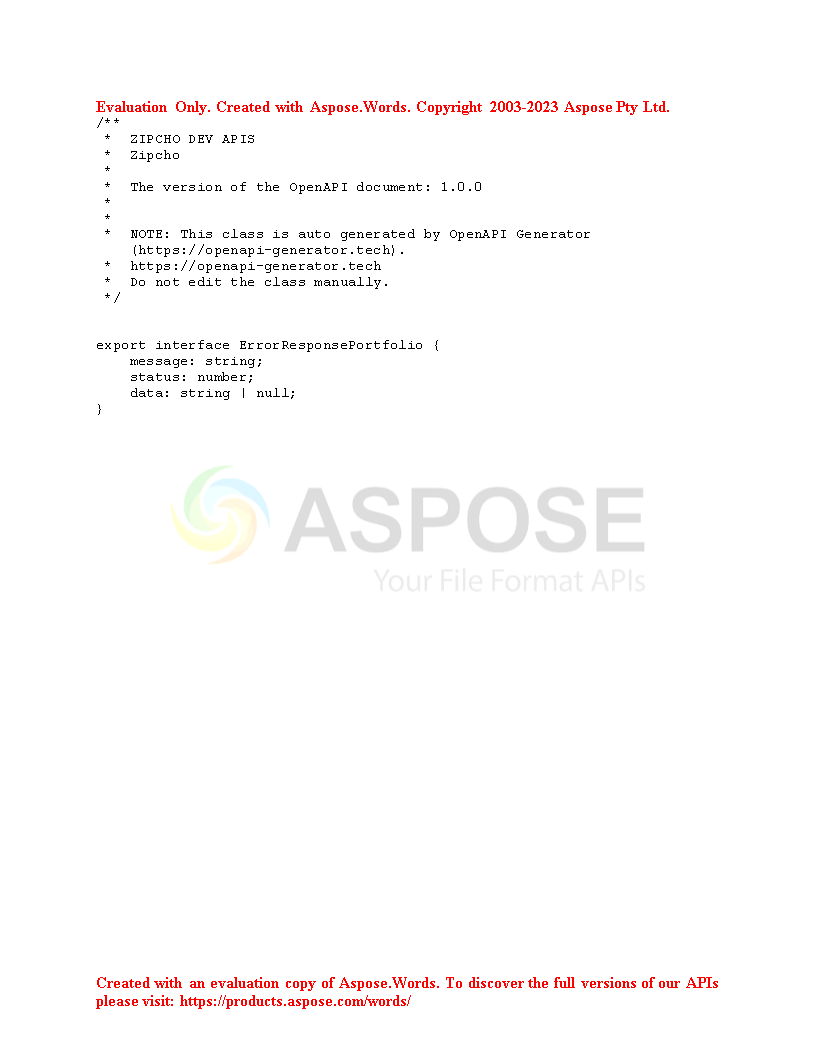 Evaluation Only. Created with Aspose.Words. Copyright 2003-2023 Aspose Pty Ltd.
/**
 * ZIPCHO DEV APIS
 * Zipcho
 *
 * The version of the OpenAPI document: 1.0.0
 *
 *
 * NOTE: This class is auto generated by OpenAPI Generator
   (https://openapi-generator.tech).
 * https://openapi-generator.tech
 * Do not edit the class manually.
 */
export interface ErrorResponsePortfolio {
    message: string;
    status: number;
    data: string | null;
}
ASPOSE
Your File Format APIs
Created with an evaluation copy of Aspose.Words. To discover the full versions of our APIs
please visit: https://products.aspose.com/words/